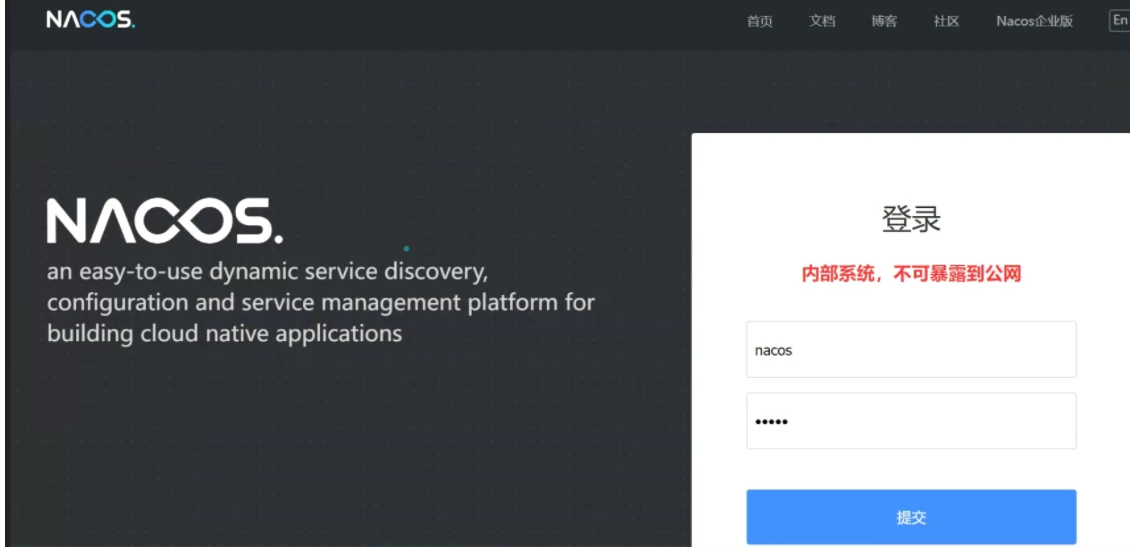 NACOS.
首页 文档 博客 社区 Nacos企业版 En
NACOS.
an easy-to-use dynamic service discovery,
configuration and service management platform for
building cloud native applications
登录
内部系统，不可暴露到公网
nacos
•••••
提交